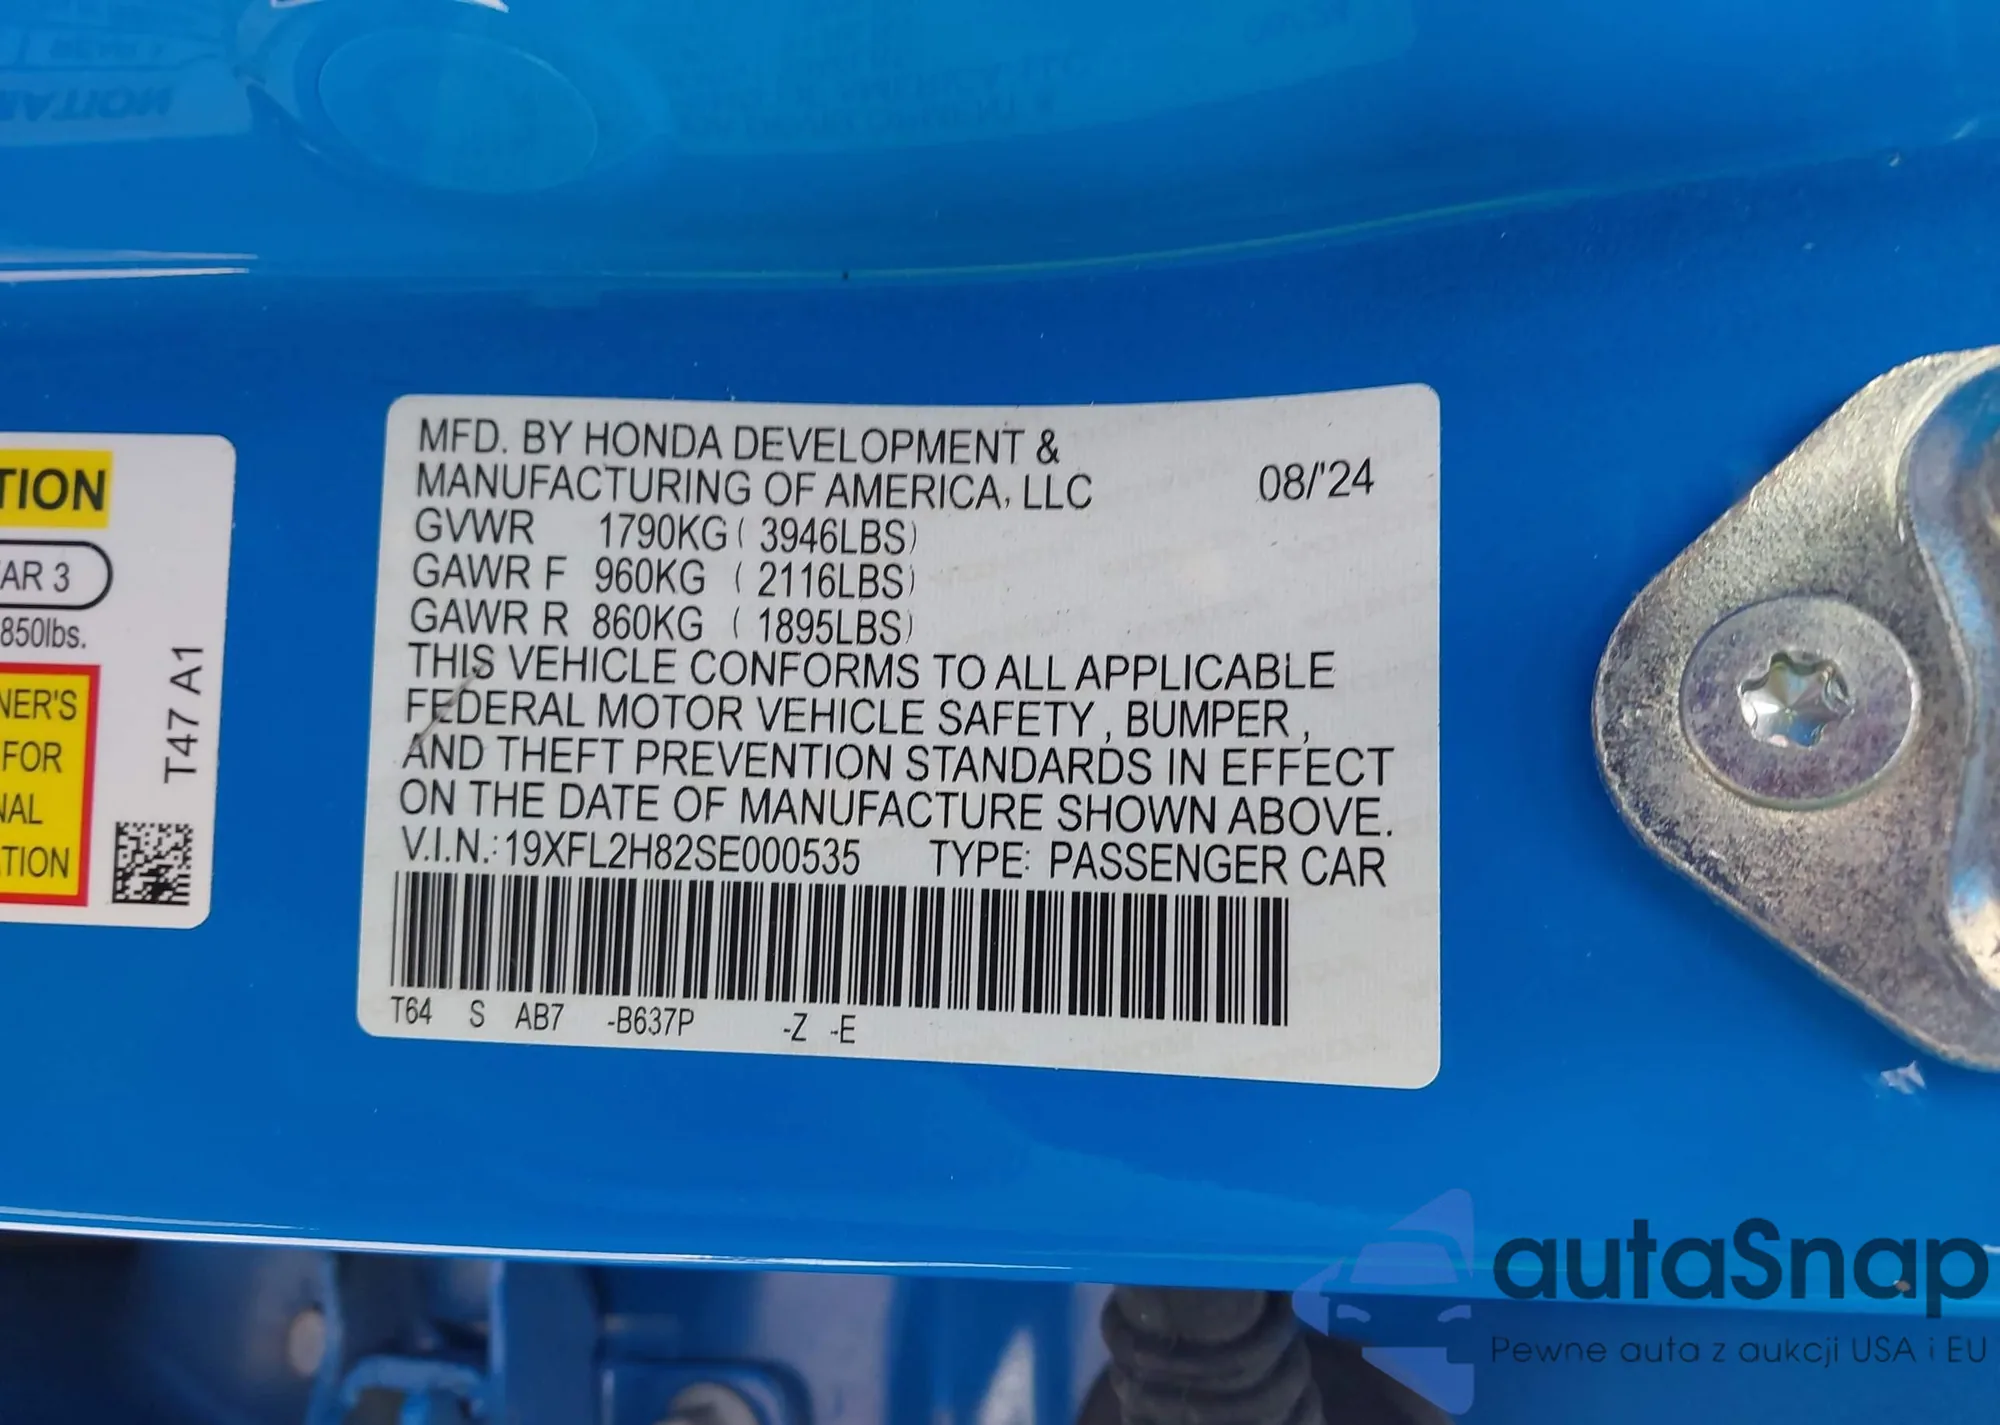 TION
AR 3
850lbs.
NER'S
FOR
NAL
TION
T47 A1
MFD. BY HONDA DEVELOPMENT &
MANUFACTURING OF AMERICA, LLC 08/'24
GVWR 1790KG ( 3946LBS)
GAWR F 960KG ( 2116LBS)
GAWR R 860KG ( 1895LBS)
THIS VEHICLE CONFORMS TO ALL APPLICABLE
FEDERAL MOTOR VEHICLE SAFETY , BUMPER ,
AND THEFT PREVENTION STANDARDS IN EFFECT
ON THE DATE OF MANUFACTURE SHOWN ABOVE.
V.I.N.: 19XFL2H82SE000535 TYPE: PASSENGER CAR
T64 S AB7 -B637P -Z -E
autaSnap
Pewne auta z aukcji USA i EU